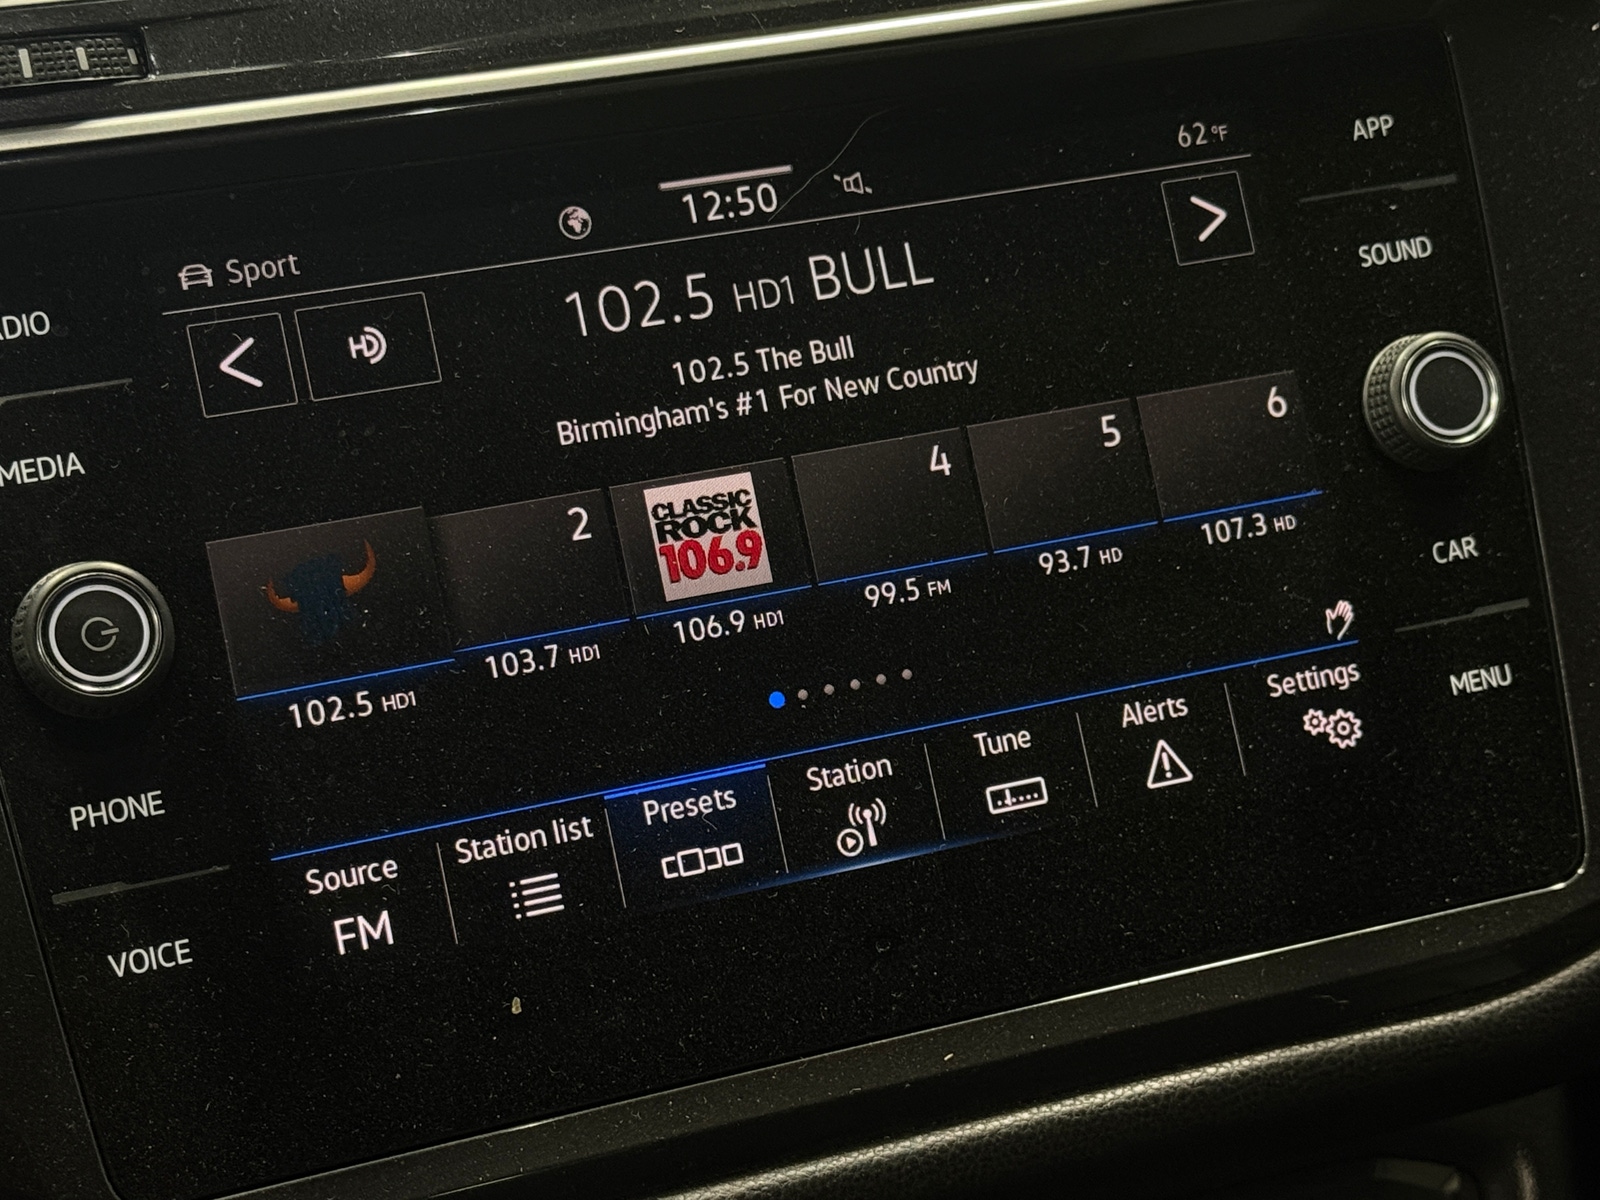 62°F
12:50
Sport
102.5 HD1 BULL
HD
102.5 The Bull
Birmingham's #1 For New Country
2
CLASSIC
ROCK
106.9
4
5
6
102.5 HD1
103.7 HD1
106.9 HD1
99.5 FM
93.7 HD
107.3 HD
Source
FM
Station list
Presets
Station
Tune
Alerts
Settings
MEDIA
PHONE
VOICE
APP
SOUND
CAR
MENU